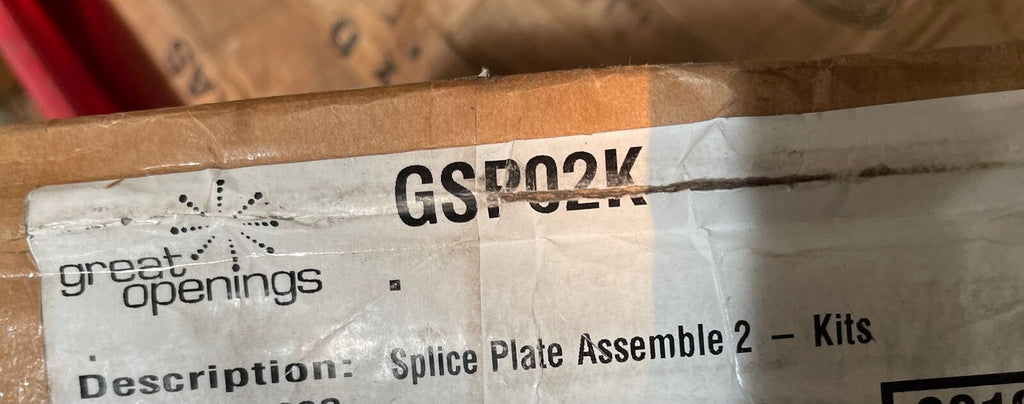 GSP02K
great
openings
Description: Splice Plate Assemble 2 – Kits